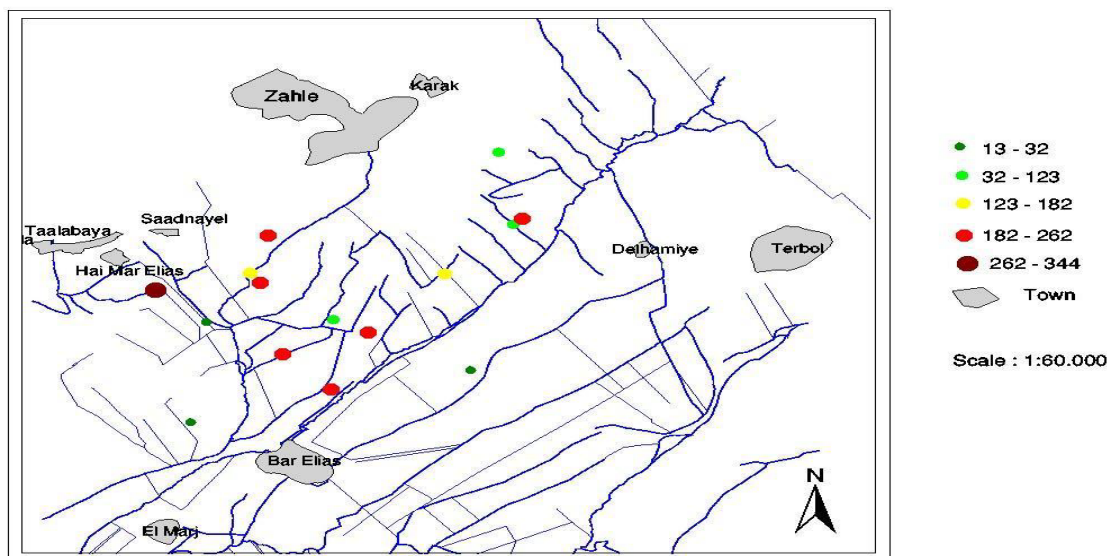 Karak
Zahle
Saadnayel
Taalabaya
la
Hai Mar Elias
Delhamiye
Terbol
Bar Elias
El Marj
N
13 - 32
32 - 123
123 - 182
182 - 262
262 - 344
Town
Scale : 1:60.000